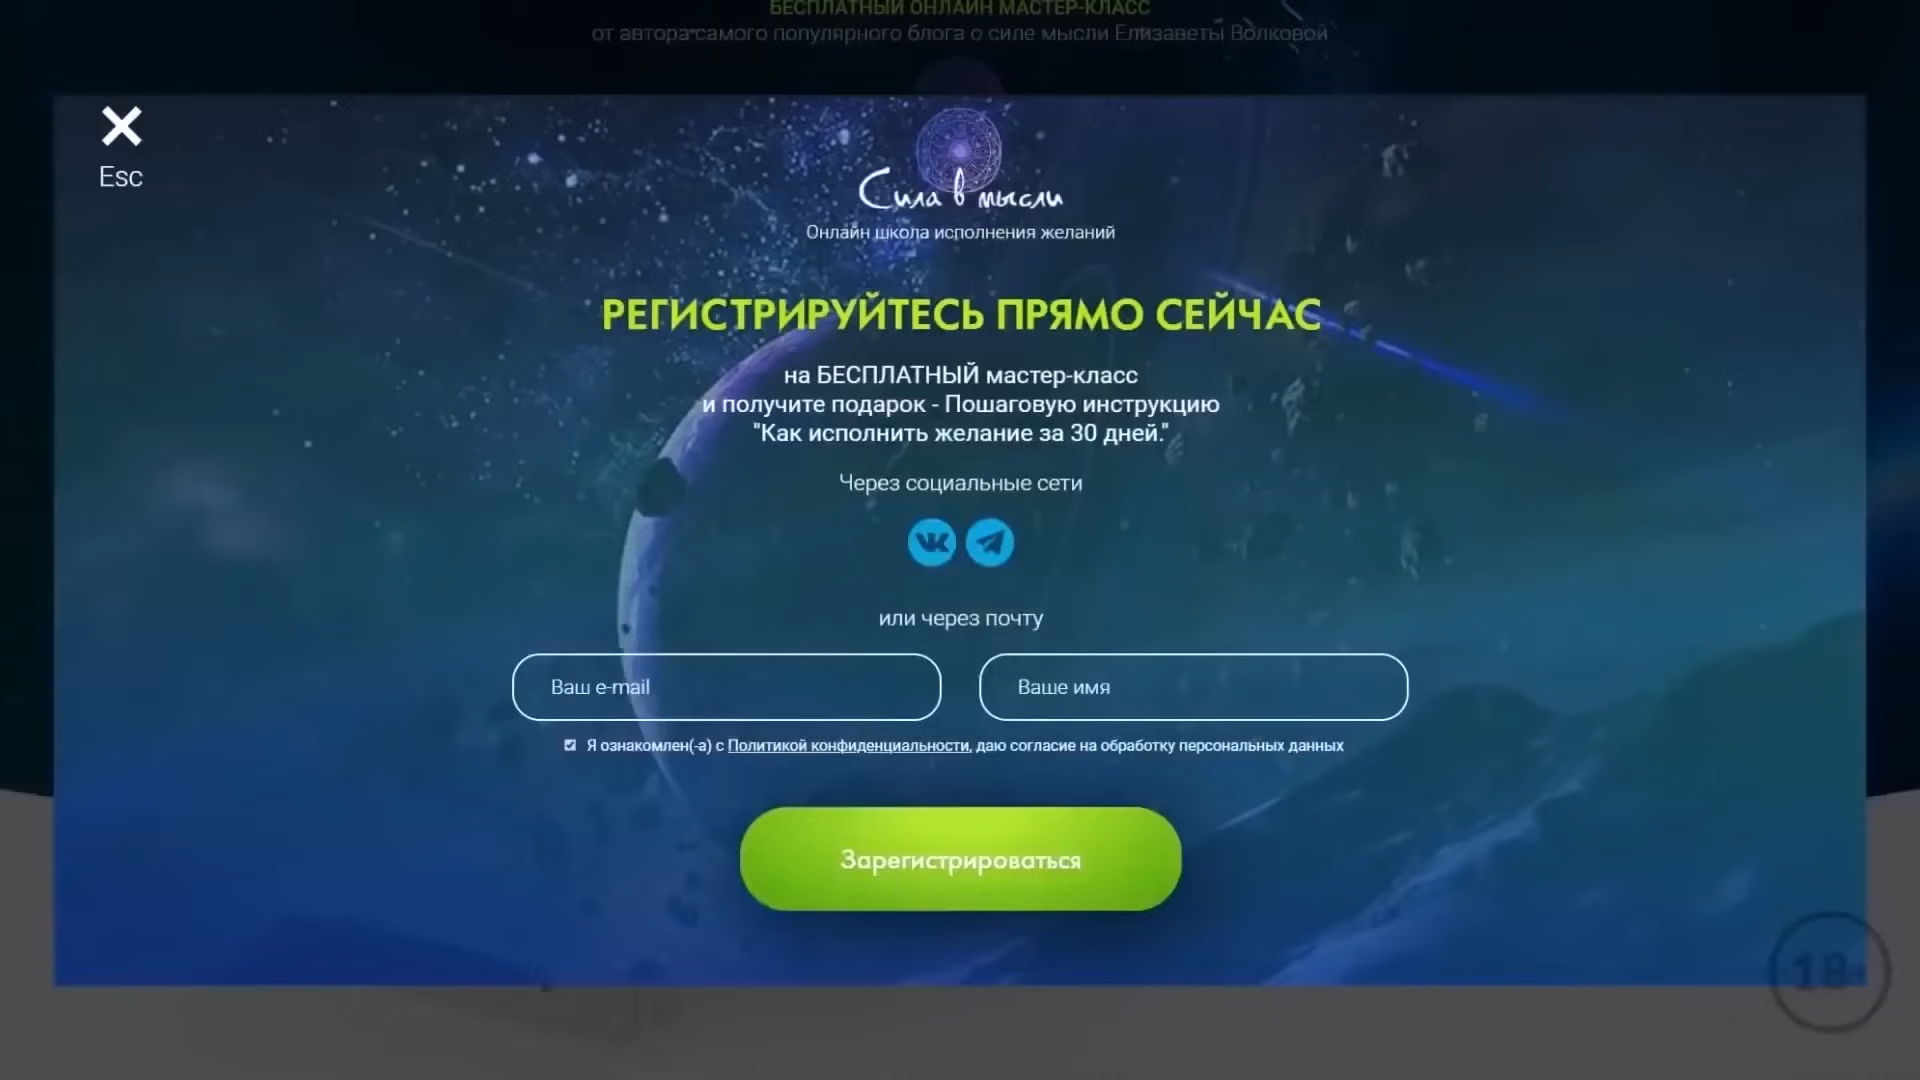 БЕСПЛАТНЫЙ ОНЛАЙН МАСТЕР-КЛАСС
от автора самого популярного блога о силе мысли Елизаветы Волковой
Esc
Сила в мысли
Онлайн школа исполнения желаний
РЕГИСТРИРУЙТЕСЬ ПРЯМО СЕЙЧАС
на БЕСПЛАТНЫЙ мастер-класс
и получите подарок - Пошаговую инструкцию
"Как исполнить желание за 30 дней."
Через социальные сети
или через почту
Ваш e-mail
Ваше имя
Я ознакомлен(-а) с Политикой конфиденциальности, даю согласие на обработку персональных данных
Зарегистрироваться
18+